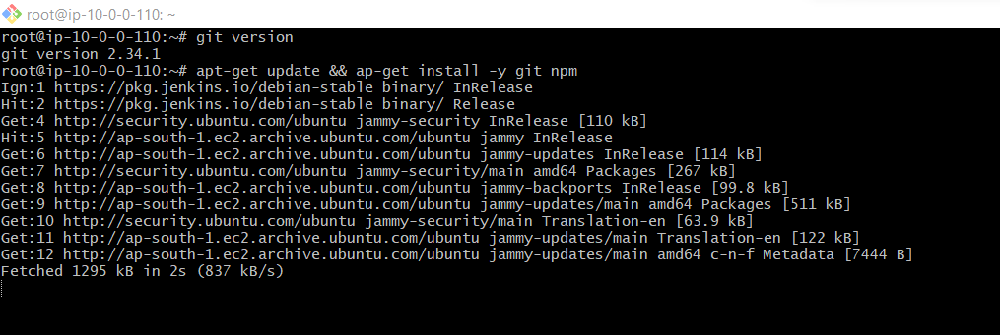 root@ip-10-0-0-110: ~
root@ip-10-0-0-110:~# git version
git version 2.34.1
root@ip-10-0-0-110:~# apt-get update && ap-get install -y git npm
Ign:1 https://pkg.jenkins.io/debian-stable binary/ InRelease
Hit:2 https://pkg.jenkins.io/debian-stable binary/ Release
Get:4 http://security.ubuntu.com/ubuntu jammy-security InRelease [110 kB]
Hit:5 http://ap-south-1.ec2.archive.ubuntu.com/ubuntu jammy InRelease
Get:6 http://ap-south-1.ec2.archive.ubuntu.com/ubuntu jammy-updates InRelease [114 kB]
Get:7 http://security.ubuntu.com/ubuntu jammy-security/main amd64 Packages [267 kB]
Get:8 http://ap-south-1.ec2.archive.ubuntu.com/ubuntu jammy-backports InRelease [99.8 kB]
Get:9 http://ap-south-1.ec2.archive.ubuntu.com/ubuntu jammy-updates/main amd64 Packages [511 kB]
Get:10 http://security.ubuntu.com/ubuntu jammy-security/main Translation-en [63.9 kB]
Get:11 http://ap-south-1.ec2.archive.ubuntu.com/ubuntu jammy-updates/main Translation-en [122 kB]
Get:12 http://ap-south-1.ec2.archive.ubuntu.com/ubuntu jammy-updates/main amd64 c-n-f Metadata [7444 B]
Fetched 1295 kB in 2s (837 kB/s)